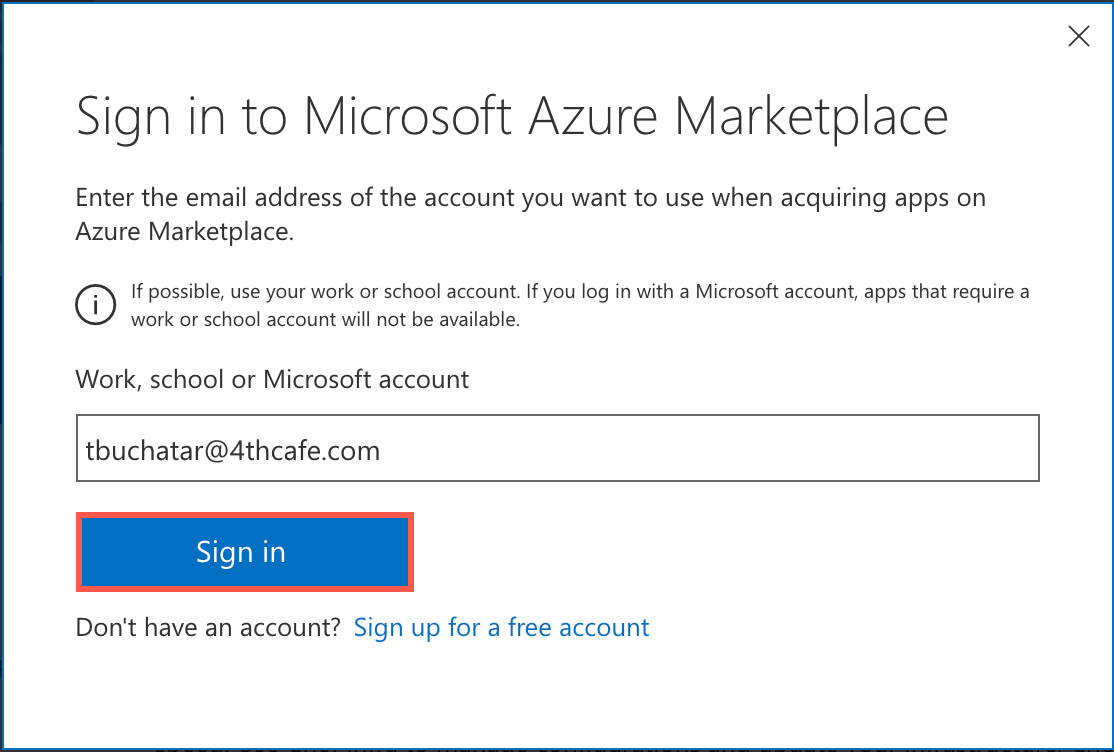 Sign in to Microsoft Azure Marketplace
Enter the email address of the account you want to use when acquiring apps on
Azure Marketplace.
If possible, use your work or school account. If you log in with a Microsoft account, apps that require a
work or school account will not be available.
Work, school or Microsoft account
tbuchatar@4thcafe.com
Sign in
Don't have an account? Sign up for a free account